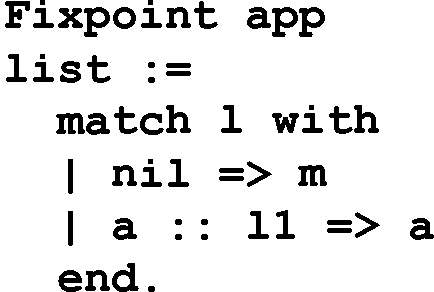 Fixpoint app
list :=
match l with
| nil => m
| a :: l1 => a
end.